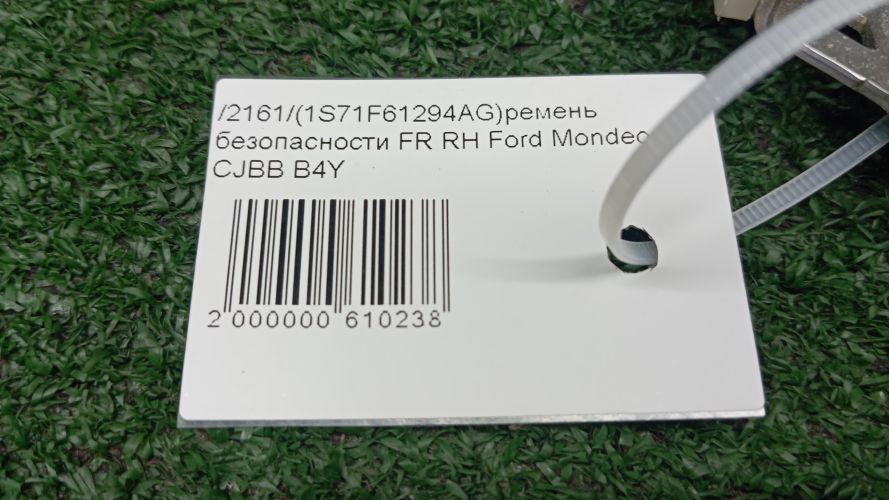 /2161/(1S71F61294AG)ремень
безопасности FR RH Ford Mondeo
CJBB B4Y
2 000000 610238